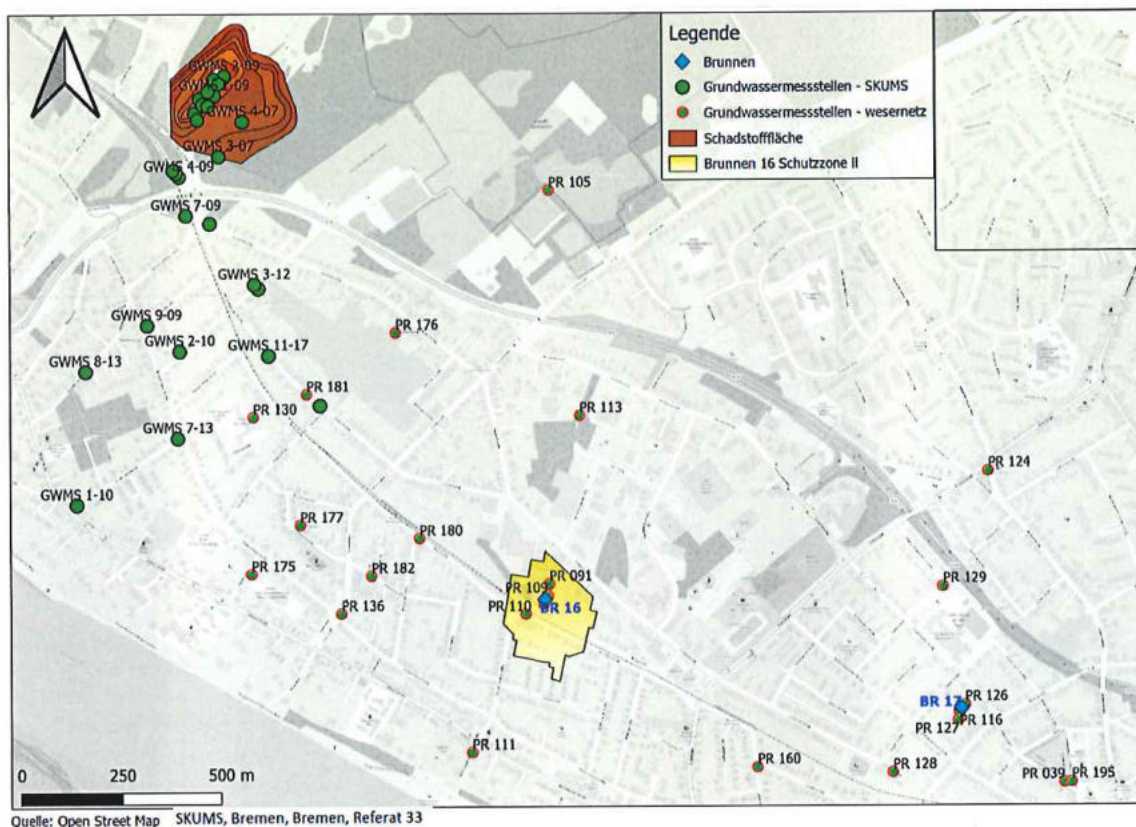 Legende
Brunnen
Grundwassermessstellen - SKUMS
Grundwassermessstellen - wesernetz
Schadstofffläche
Brunnen 16 Schutzzone II
GWMS 4-07
GWMS 3-07
GWMS 4-09
GWMS 7-09
PR 105
GWMS 3-12
GWMS 9-09
GWMS 2-10
GWMS 11-17
PR 176
GWMS 8-13
PR 181
PR 130
PR 113
GWMS 7-13
PR 124
GWMS 1-10
PR 177
PR 180
PR 175
PR 182
PR 091
PR 109
PR 129
PR 136
PR 110
BR 16
BR 17
PR 126
PR 127
PR 116
PR 111
PR 160
PR 128
PR 039
PR 195
0 250 500 m
Quelle: Open Street Map SKUMS, Bremen, Bremen, Referat 33